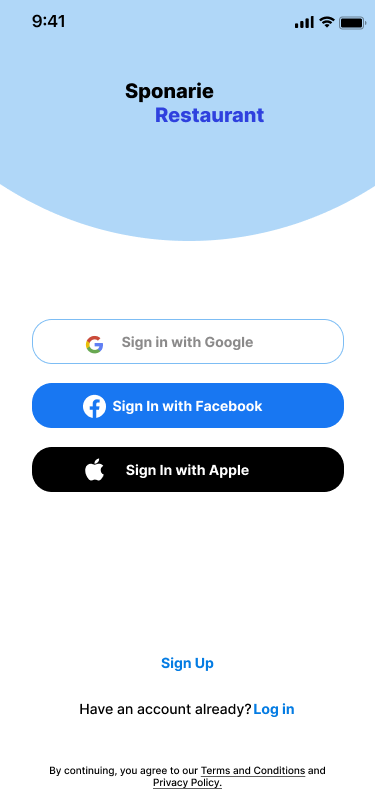 9:41
Sponarie
Restaurant
Sign in with Google
Sign In with Facebook
Sign In with Apple
Sign Up
Have an account already? Log in
By continuing, you agree to our Terms and Conditions and
Privacy Policy.